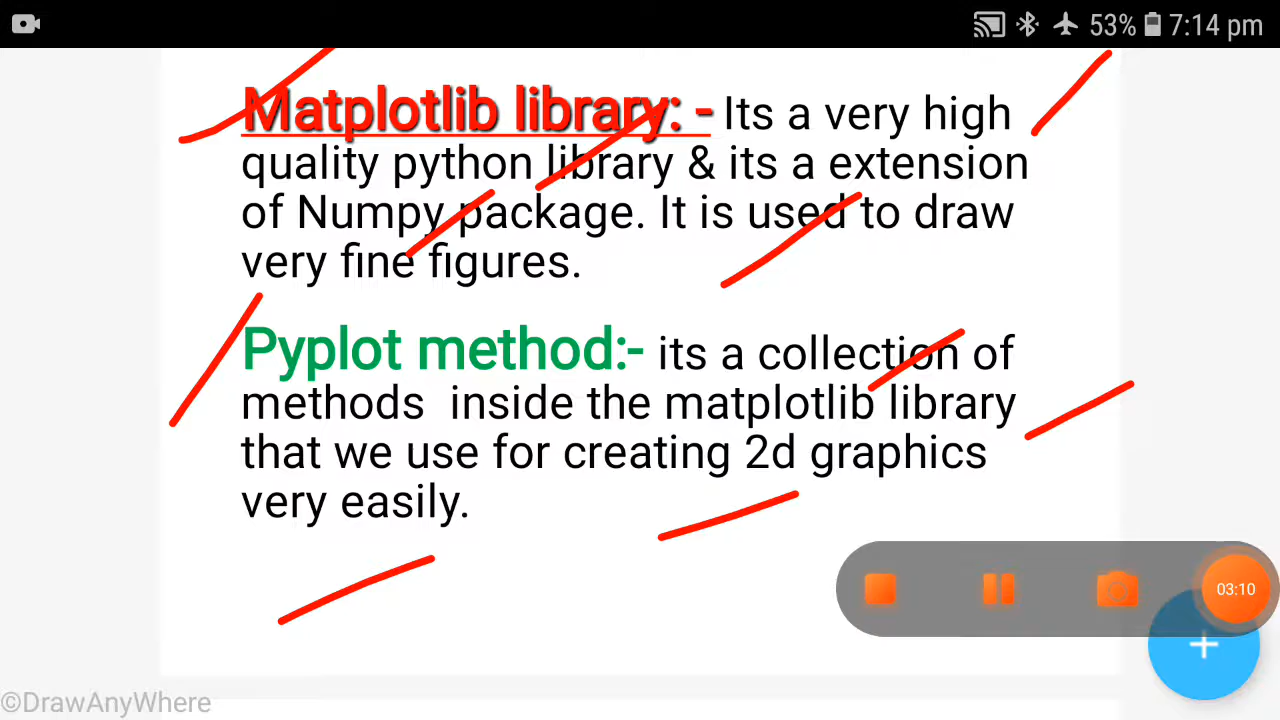 53% 7:14 pm
Matplotlib library: - Its a very high
quality python library & its a extension
of Numpy package. It is used to draw
very fine figures.
Pyplot method:- its a collection of
methods inside the matplotlib library
that we use for creating 2d graphics
very easily.
03:10
+
©DrawAnyWhere